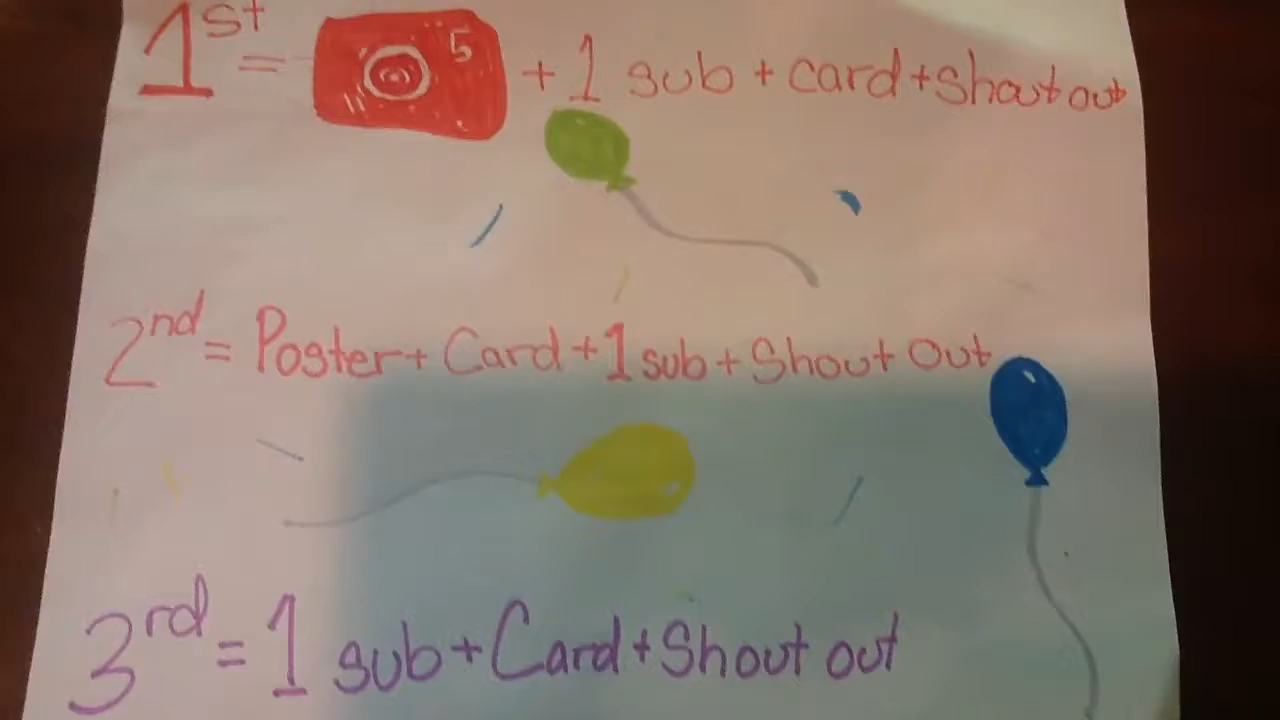 1st = 5 + 1 sub + card + Shout out
2nd = Poster + Card + 1 sub + Shout Out
3rd = 1 sub + Card + Shout out